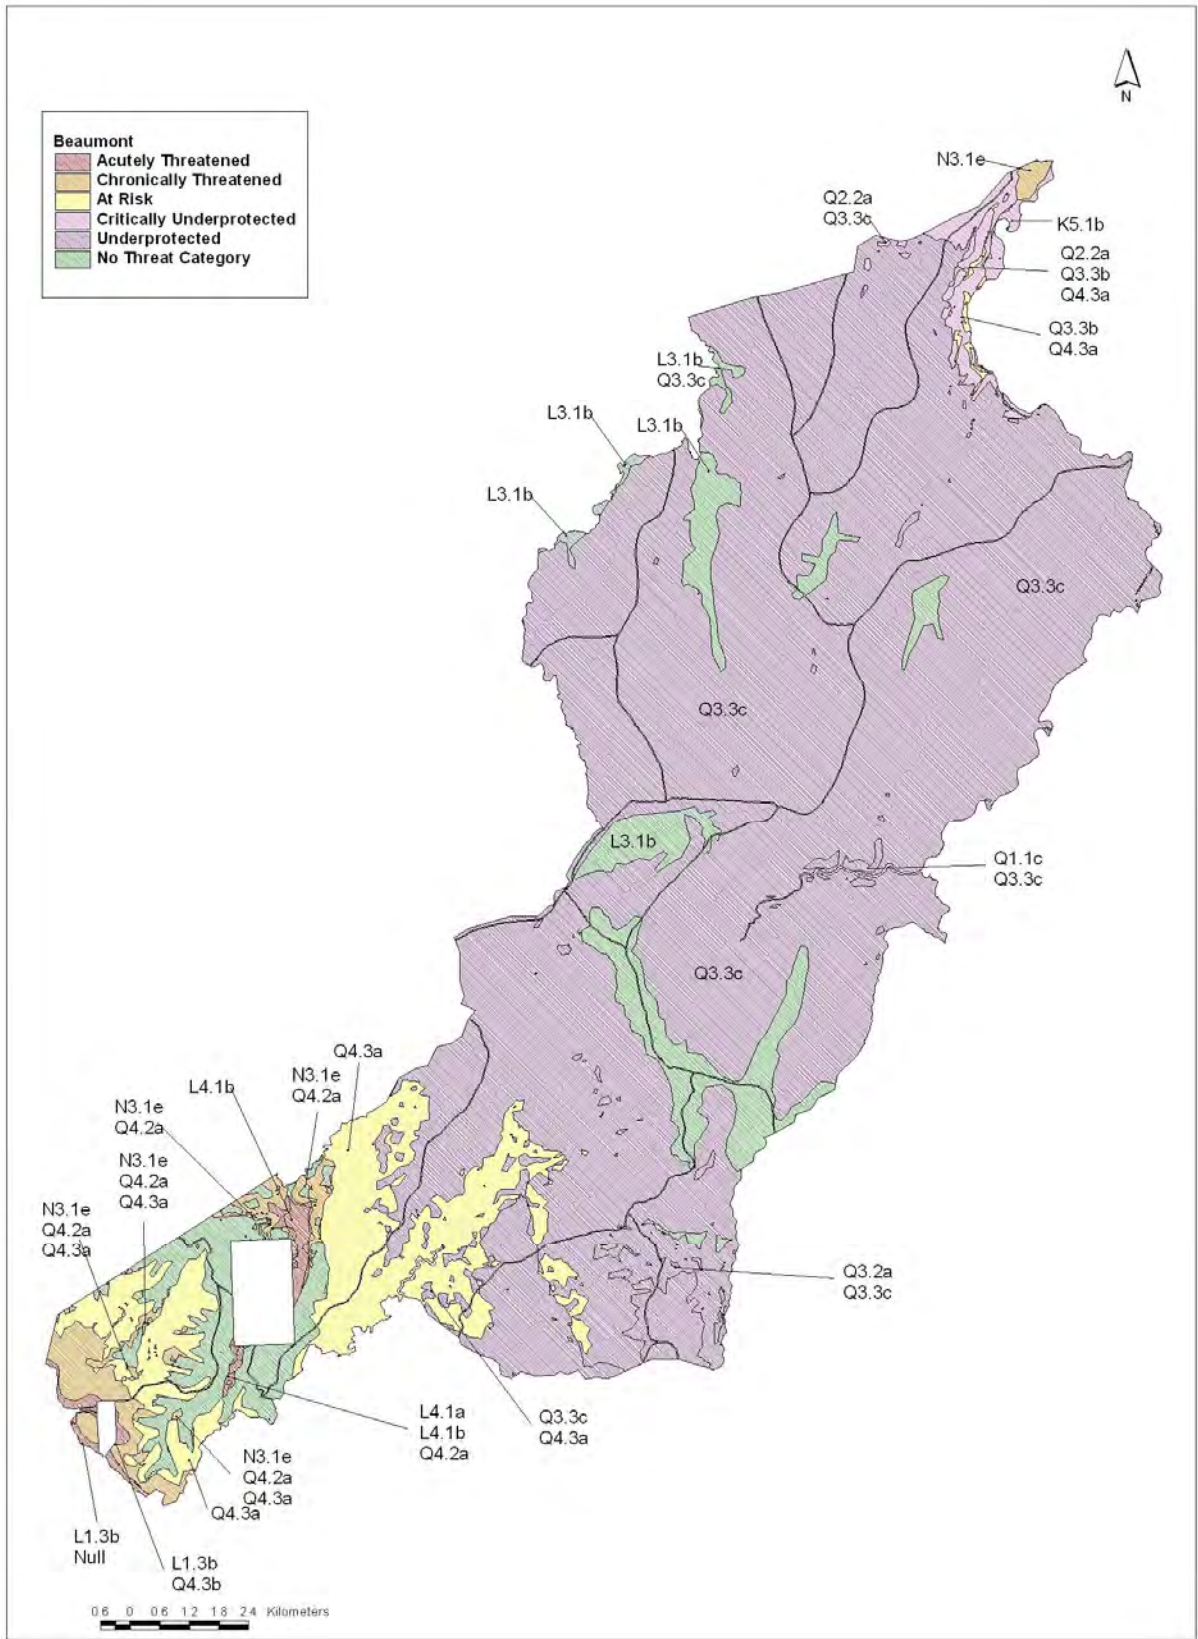 N
Beaumont
Acutely Threatened
Chronically Threatened
At Risk
Critically Underprotected
Underprotected
No Threat Category
N3.1e
Q2.2a
Q3.3c
K5.1b
Q2.2a
Q3.3b
Q4.3a
Q3.3b
Q4.3a
L3.1b
Q3.3c
L3.1b
L3.1b
L3.1b
Q3.3c
Q3.3c
L3.1b
Q1.1c
Q3.3c
Q3.3c
Q4.3a
N3.1e
Q4.2a
L4.1b
N3.1e
Q4.2a
N3.1e
Q4.2a
Q4.3a
N3.1e
Q4.2a
Q4.3a
Q3.2a
Q3.3c
Q3.3c
Q4.3a
L4.1a
L4.1b
Q4.2a
N3.1e
Q4.2a
Q4.3a
Q4.3a
L1.3b
Null
L1.3b
Q4.3b
0.6 0 0.6 1.2 1.8 2.4 Kilometers